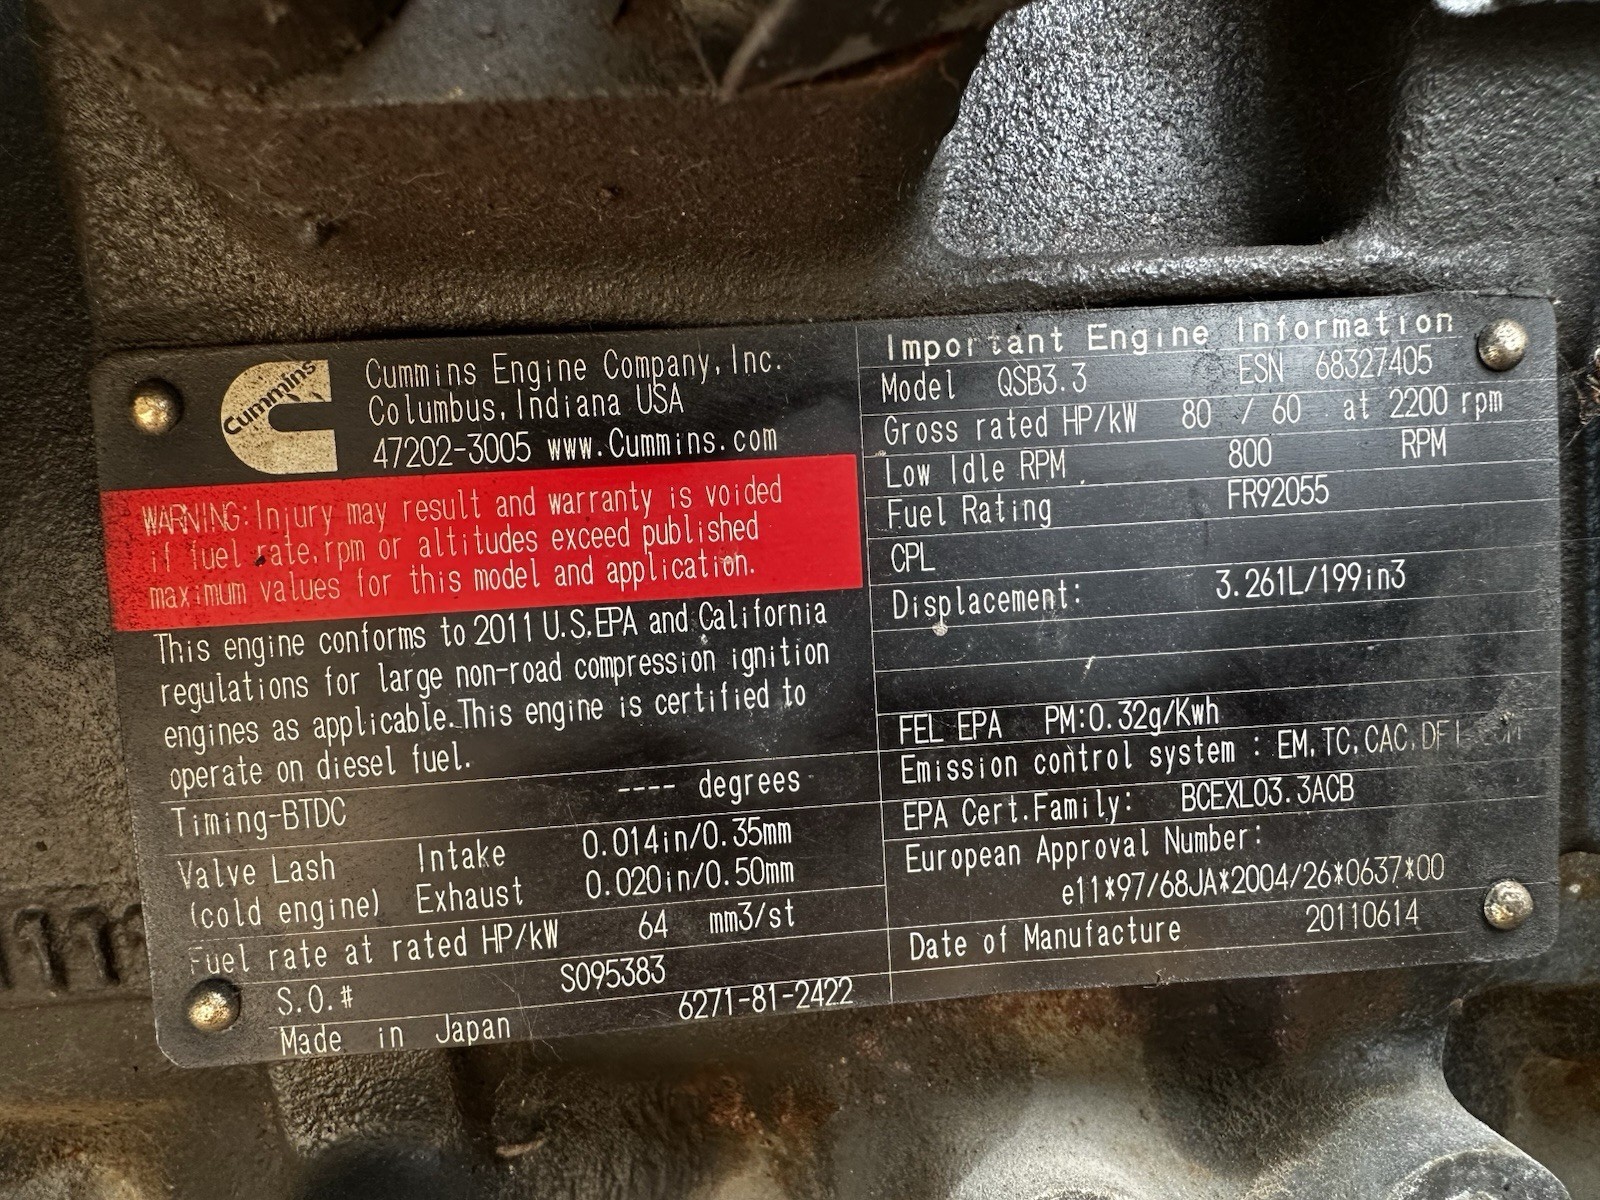 Cummins
Cummins Engine Company, Inc.
Columbus, Indiana USA
47202-3005 www.Cummins.com
WARNING: Injury may result and warranty is voided
if fuel rate, rpm or altitudes exceed published
maximum values for this model and application.
This engine conforms to 2011 U.S.EPA and California
regulations for large non-road compression ignition
engines as applicable.This engine is certified to
operate on diesel fuel.
Timing-BTDC ---- degrees
Valve Lash Intake 0.014in/0.35mm
(cold engine) Exhaust 0.020in/0.50mm
Fuel rate at rated HP/kW 64 mm3/st
S.O.# S095383
Made in Japan 6271-81-2422
Important Engine Information
Model QSB3.3 ESN 68327405
Gross rated HP/kW 80 / 60 at 2200 rpm
Low Idle RPM 800 RPM
Fuel Rating FR92055
CPL
Displacement: 3.261L/199in3
FEL EPA PM:0.32g/Kwh
Emission control system : EM, TC, CAC,
EPA Cert.Family: BCEXL03.3ACB
European Approval Number:
e11*97/68JA*2004/26*0637*00
Date of Manufacture 20110614